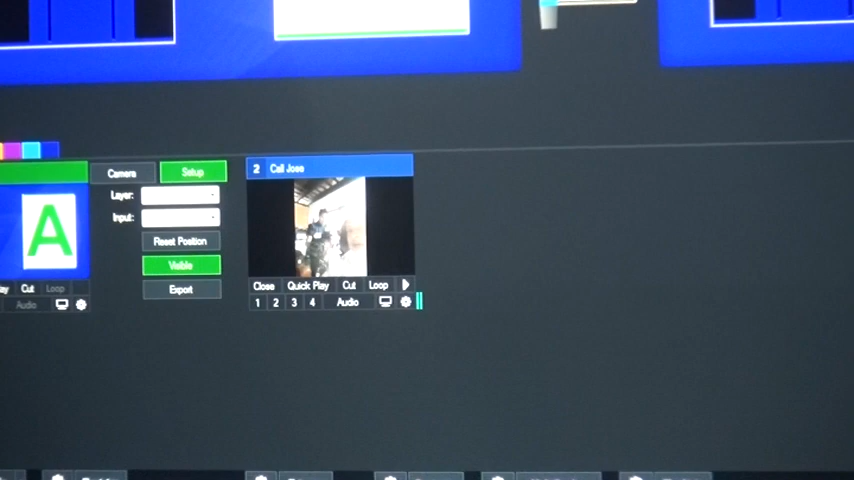 Camera Setup
2 Call Jose
Layer:
A
Input:
Reset Position
Visible
Close Quick Play Cut Loop
Cut Loop
Export
1 2 3 4 Audio
Audio